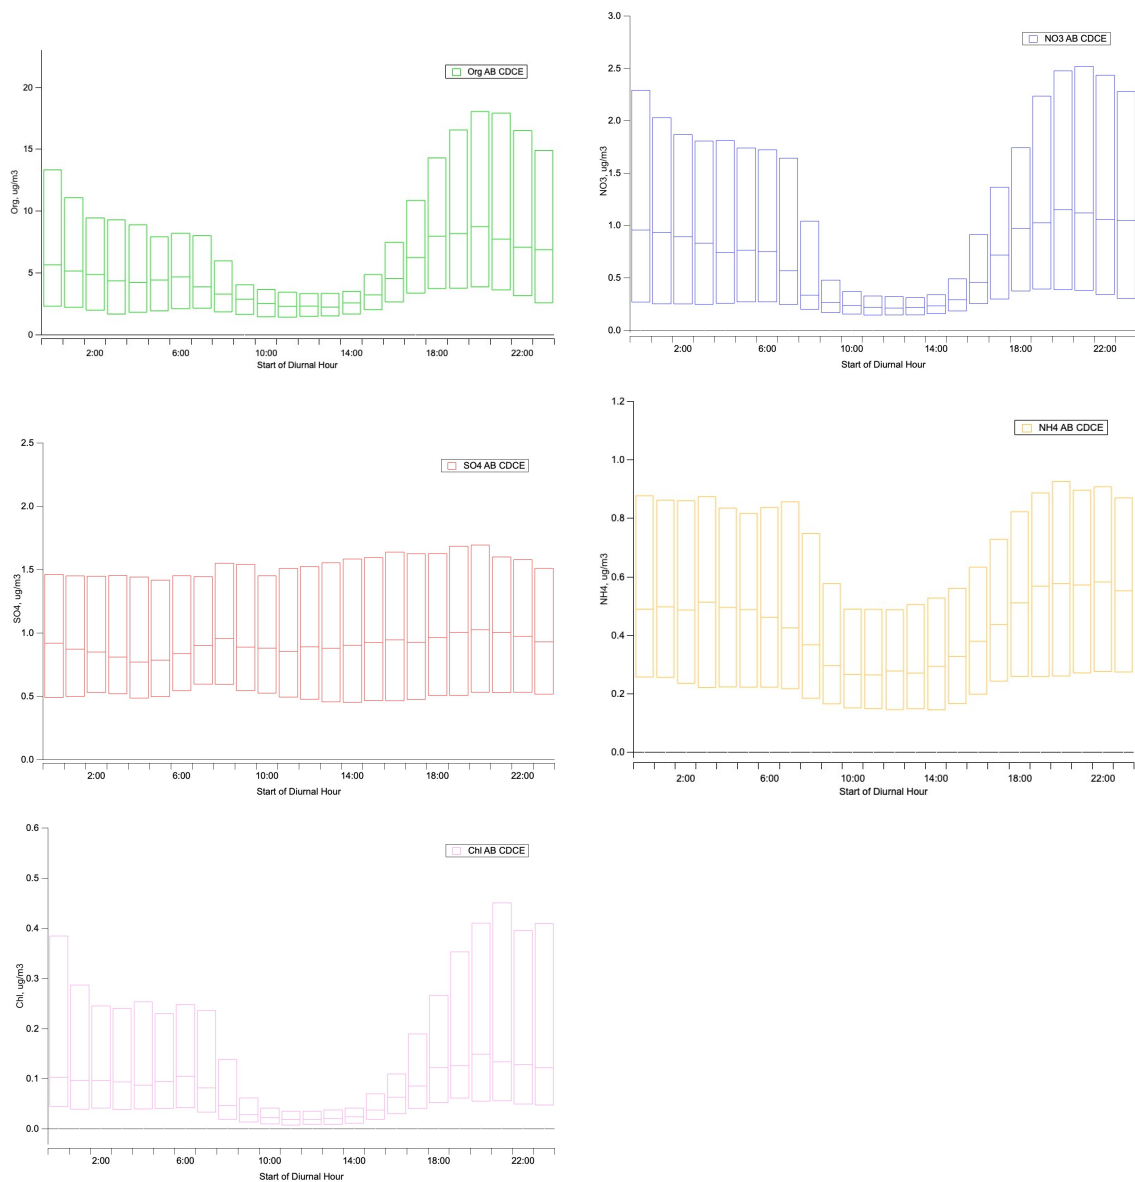 Org AB CDCE
20
15
10
5
0
Org, ug/m3
2:00 6:00 10:00 14:00 18:00 22:00
Start of Diurnal Hour
NO3 AB CDCE
3.0
2.5
2.0
1.5
1.0
0.5
0.0
NO3, ug/m3
2:00 6:00 10:00 14:00 18:00 22:00
Start of Diurnal Hour
SO4 AB CDCE
2.5
2.0
1.5
1.0
0.5
0.0
SO4, ug/m3
2:00 6:00 10:00 14:00 18:00 22:00
Start of Diurnal Hour
NH4 AB CDCE
1.2
1.0
0.8
0.6
0.4
0.2
0.0
NH4, ug/m3
2:00 6:00 10:00 14:00 18:00 22:00
Start of Diurnal Hour
Chl AB CDCE
0.6
0.5
0.4
0.3
0.2
0.1
0.0
Chl, ug/m3
2:00 6:00 10:00 14:00 18:00 22:00
Start of Diurnal Hour